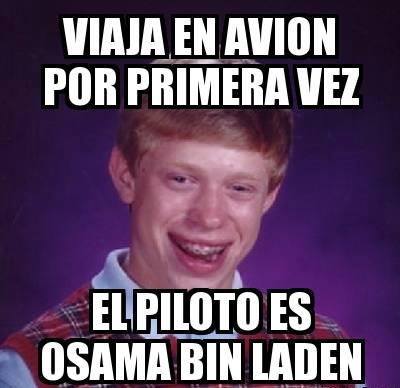 VIAJA EN AVION
POR PRIMERA VEZ
EL PILOTO ES
OSAMA BIN LADEN